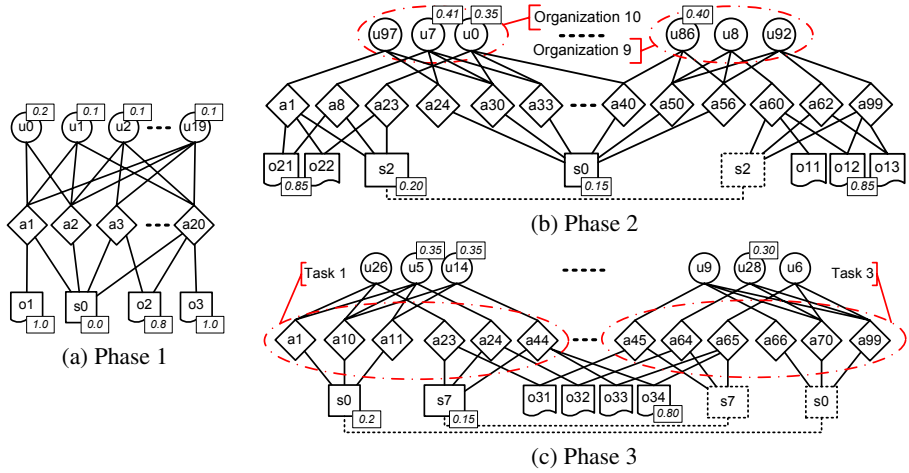 0.2 0.1 0.1 0.1
u0 u1 u2 u19
a1 a2 a3 a20
o1 s0 o2 o3
1.0 0.0 0.8 1.0
(a) Phase 1
0.41 0.35 Organization 10 0.40
u97 u7 u0 Organization 9 u86 u8 u92
a1 a8 a23 a24 a30 a33 a40 a50 a56 a60 a62 a99
o21 o22 s2 s0 s2 o11 o12 o13
0.85 0.20 0.15 0.85
(b) Phase 2
0.35 0.35 0.30
Task 1 u26 u5 u14 u9 u28 u6 Task 3
a1 a10 a11 a23 a24 a44 a45 a64 a65 a66 a70 a99
s0 s7 o31 o32 o33 o34 s7 s0
0.2 0.15 0.80
(c) Phase 3